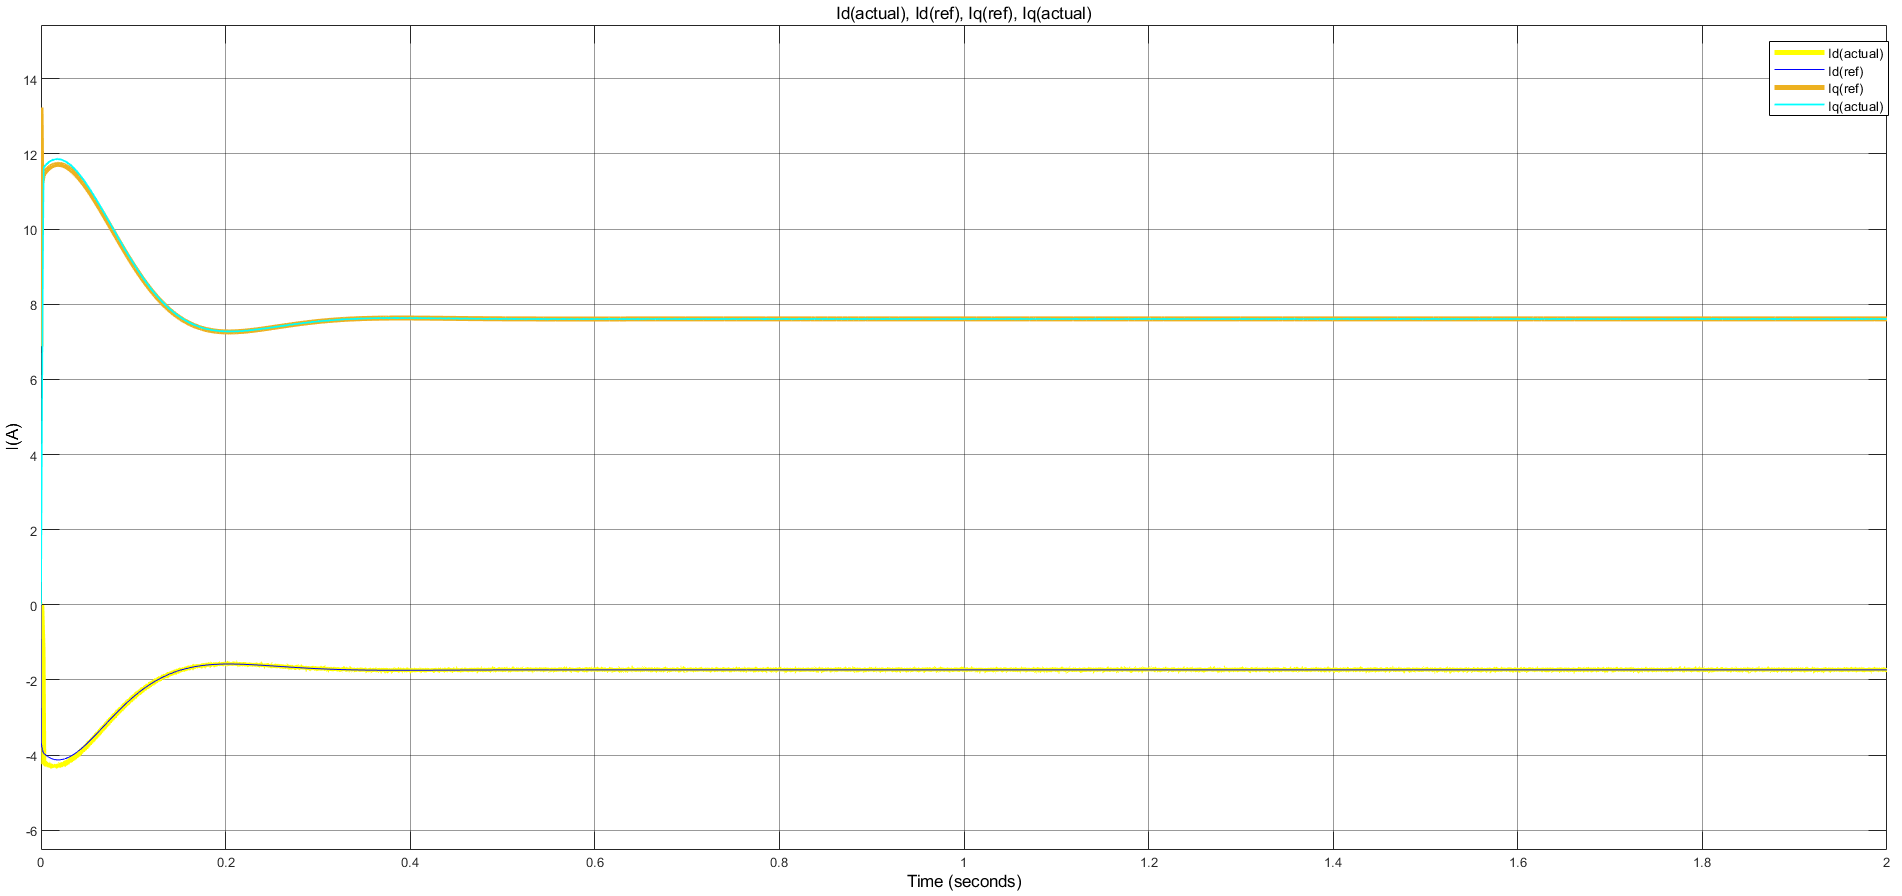 Id(actual), Id(ref), Iq(ref), Iq(actual)
Id(actual)
Id(ref)
Iq(ref)
Iq(actual)
14
12
10
8
6
4
2
0
-2
-4
-6
I(A)
0 0.2 0.4 0.6 0.8 1 1.2 1.4 1.6 1.8 2
Time (seconds)